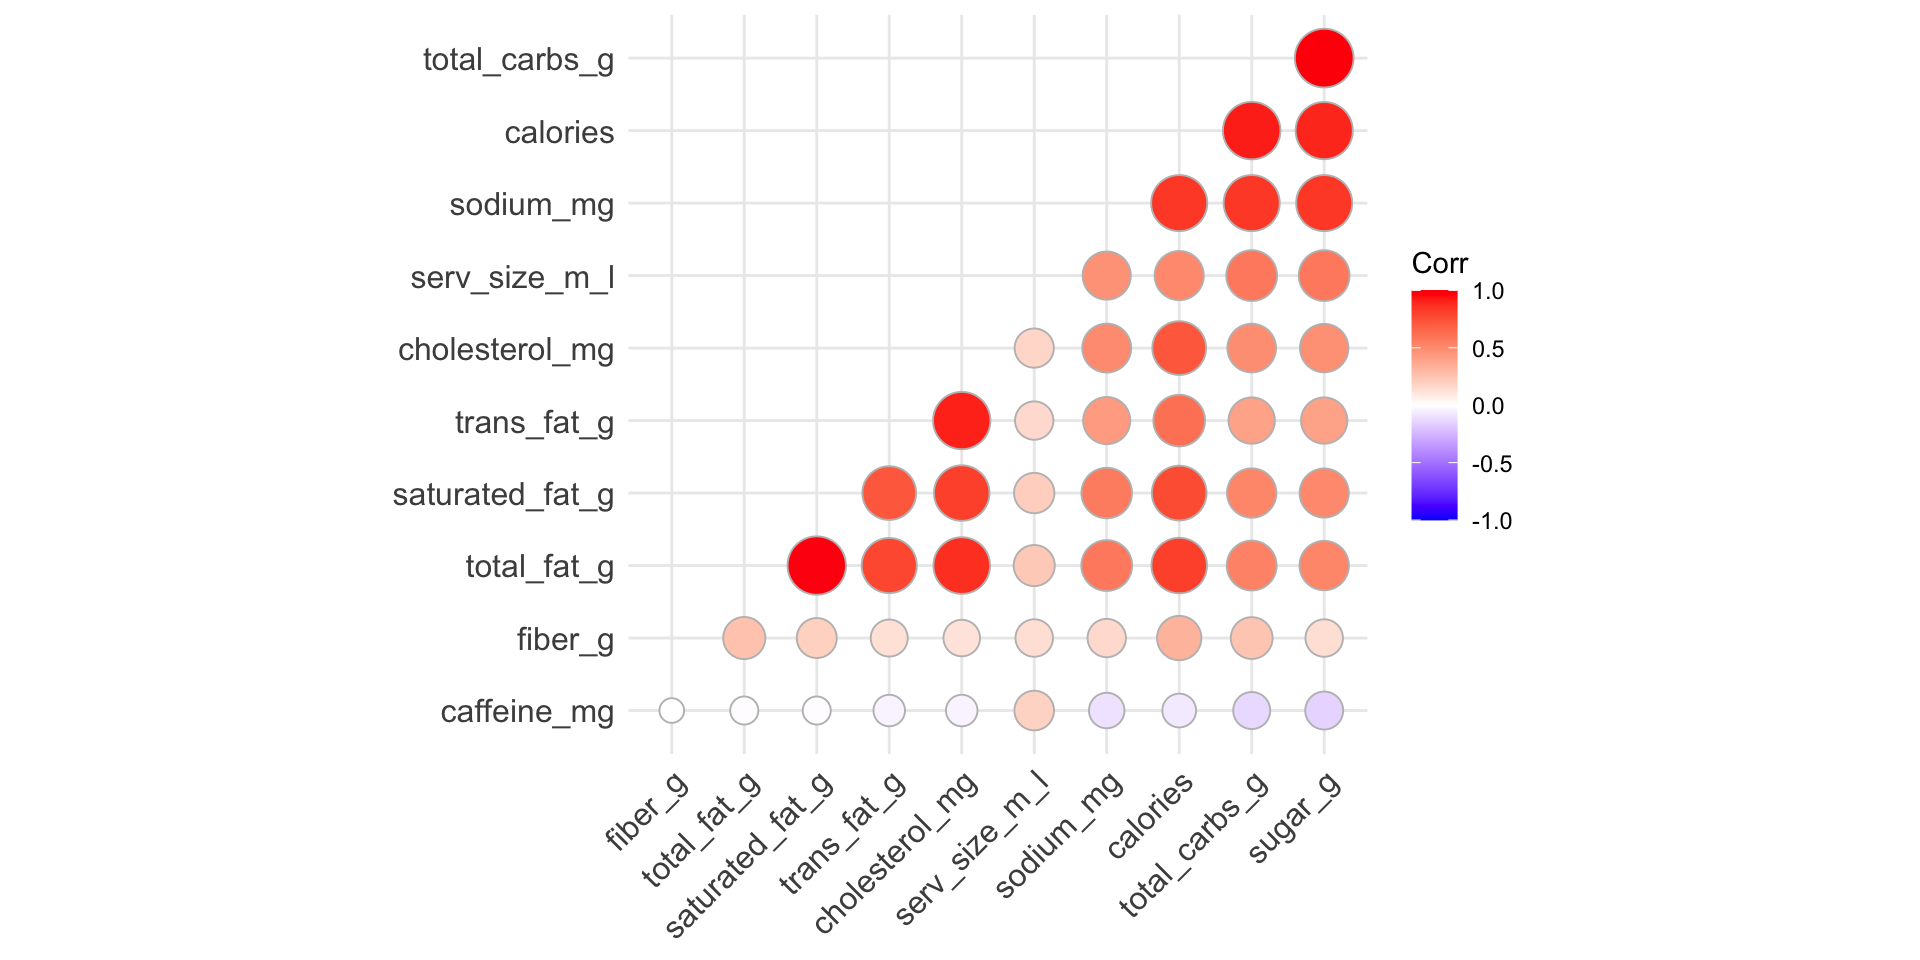 total_carbs_g
calories
sodium_mg
serv_size_m_l
cholesterol_mg
trans_fat_g
saturated_fat_g
total_fat_g
fiber_g
caffeine_mg
fiber_g
total_fat_g
saturated_fat_g
trans_fat_g
cholesterol_mg
serv_size_m_l
sodium_mg
calories
total_carbs_g
sugar_g
Corr
1.0
0.5
0.0
-0.5
-1.0